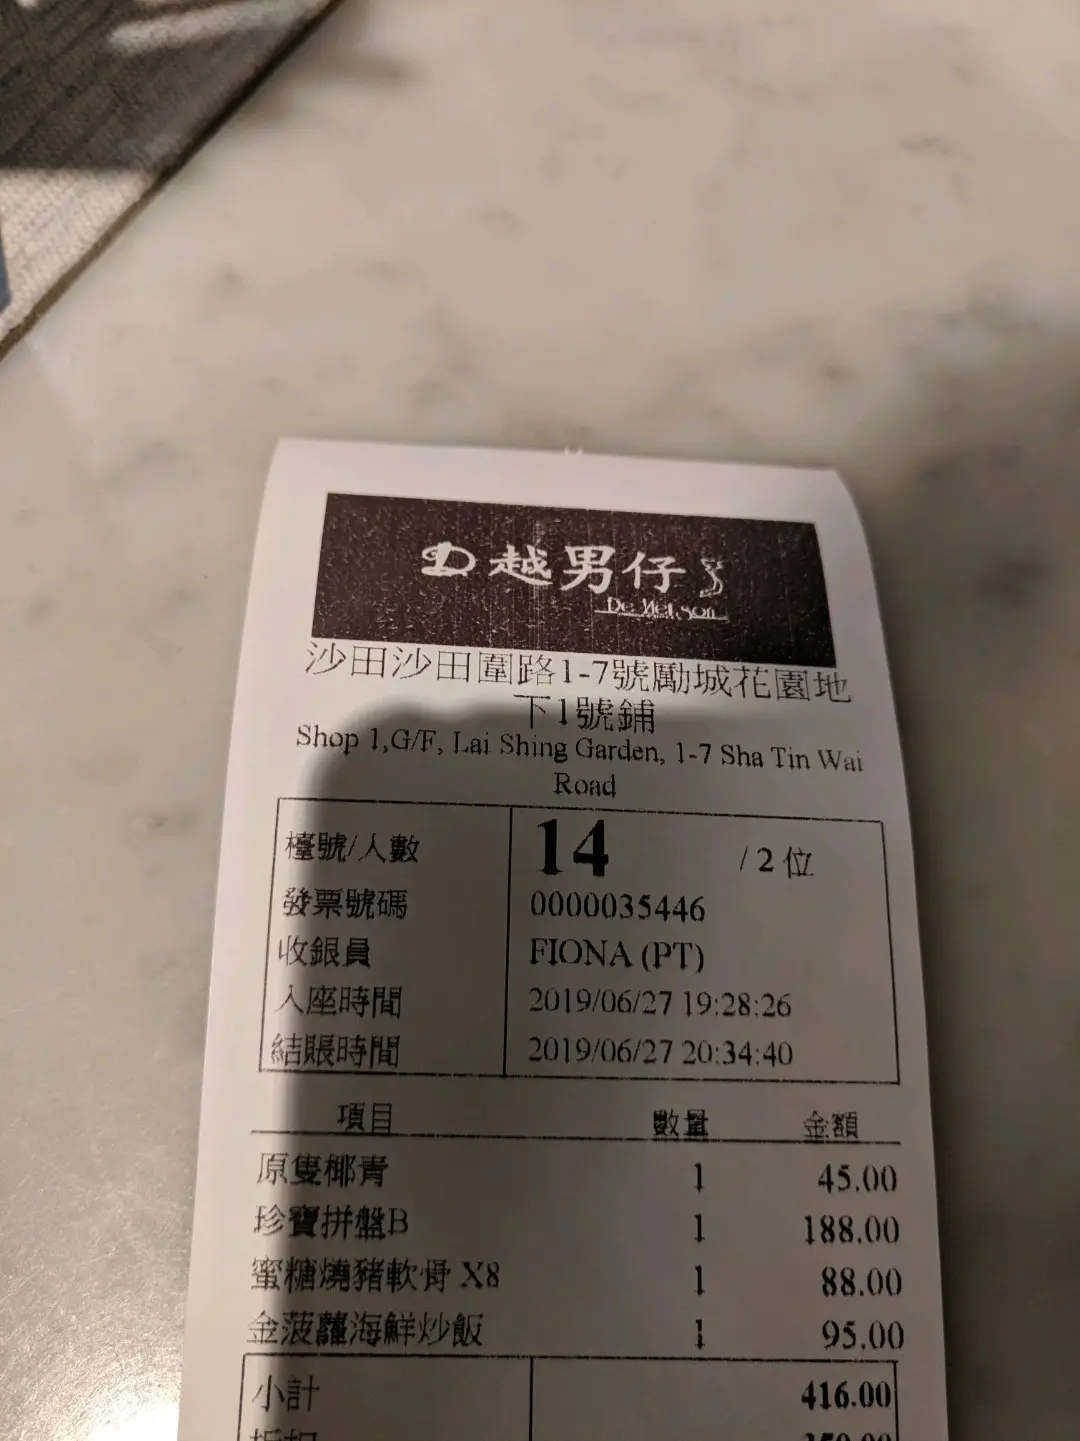 D 越男仔
沙田沙田圍路1-7號勵城花園地
下1號鋪
Shop 1,G/F, Lai Shing Garden, 1-7 Sha Tin Wai
Road
檯號/人數 14 / 2 位
發票號碼 0000035446
收銀員 FIONA (PT)
入座時間 2019/06/27 19:28:26
結賬時間 2019/06/27 20:34:40
項目 數量 金額
原隻椰青 1 45.00
珍寶拼盤B 1 188.00
蜜糖燒豬軟骨 X8 1 88.00
金菠蘿海鮮炒飯 1 95.00
小計 416.00